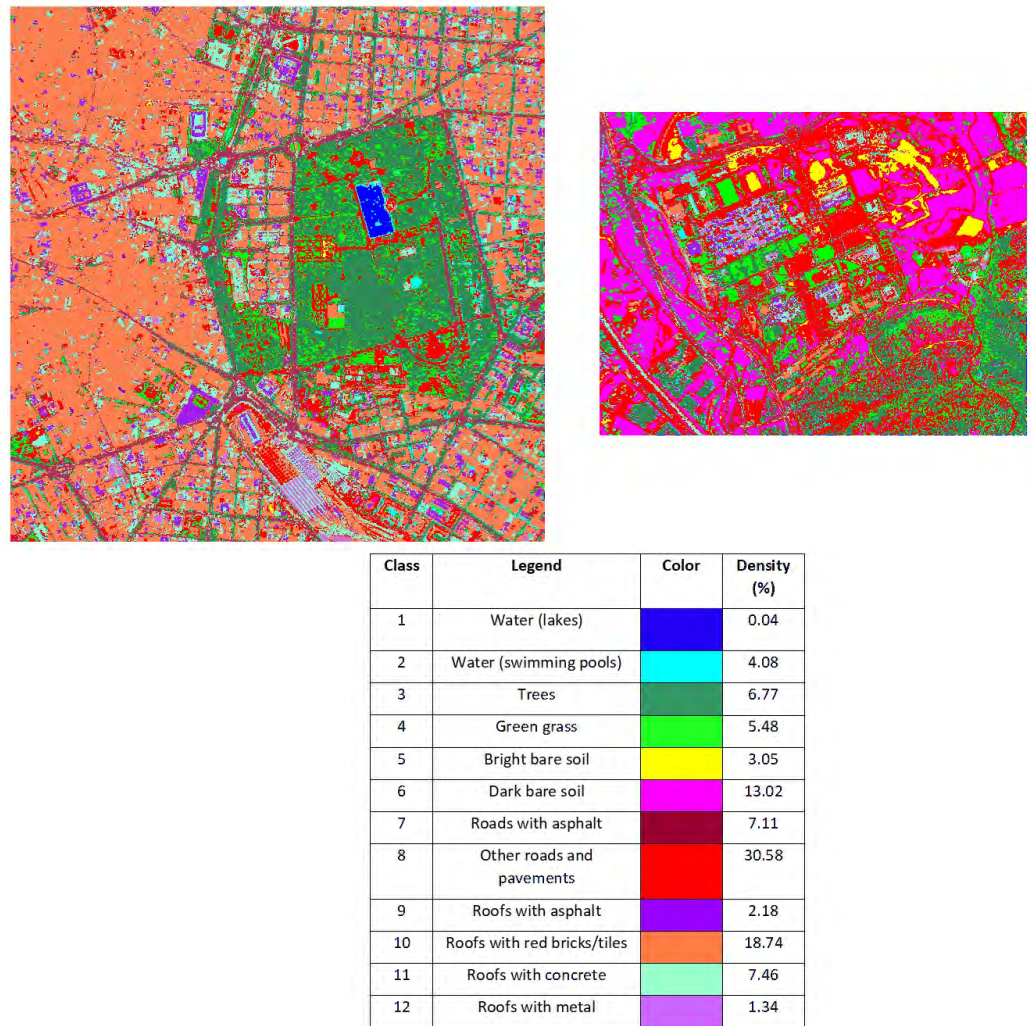 Class Legend Color Density
(%)
1 Water (lakes) 0.04
2 Water (swimming pools) 4.08
3 Trees 6.77
4 Green grass 5.48
5 Bright bare soil 3.05
6 Dark bare soil 13.02
7 Roads with asphalt 7.11
8 Other roads and 30.58
pavements
9 Roofs with asphalt 2.18
10 Roofs with red bricks/tiles 18.74
11 Roofs with concrete 7.46
12 Roofs with metal 1.34